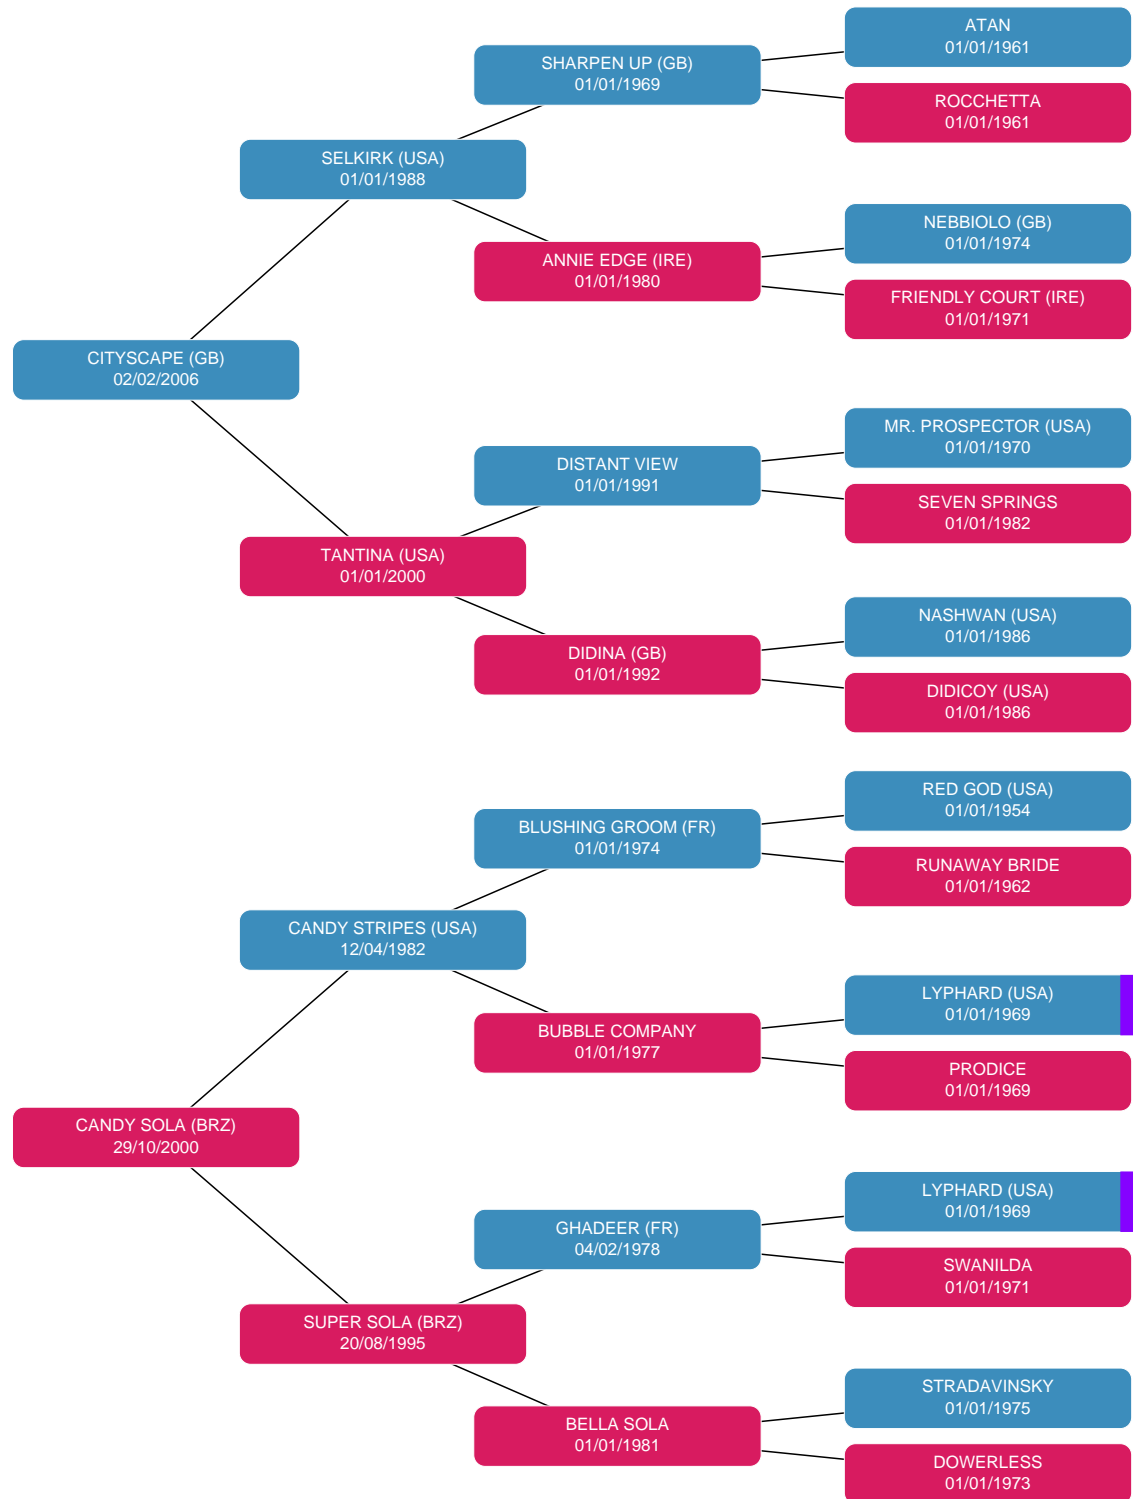 ATAN
01/01/1961
SHARPEN UP (GB)
01/01/1969
ROCCHETTA
01/01/1961
SELKIRK (USA)
01/01/1988
NEBBIOLO (GB)
01/01/1974
ANNIE EDGE (IRE)
01/01/1980
FRIENDLY COURT (IRE)
01/01/1971
CITYSCAPE (GB)
02/02/2006
MR. PROSPECTOR (USA)
01/01/1970
DISTANT VIEW
01/01/1991
SEVEN SPRINGS
01/01/1982
TANTINA (USA)
01/01/2000
NASHWAN (USA)
01/01/1986
DIDINA (GB)
01/01/1992
DIDICOY (USA)
01/01/1986
RED GOD (USA)
01/01/1954
BLUSHING GROOM (FR)
01/01/1974
RUNAWAY BRIDE
01/01/1962
CANDY STRIPES (USA)
12/04/1982
LYPHARD (USA)
01/01/1969
BUBBLE COMPANY
01/01/1977
PRODICE
01/01/1969
CANDY SOLA (BRZ)
29/10/2000
LYPHARD (USA)
01/01/1969
GHADEER (FR)
04/02/1978
SWANILDA
01/01/1971
SUPER SOLA (BRZ)
20/08/1995
STRADAVINSKY
01/01/1975
BELLA SOLA
01/01/1981
DOWERLESS
01/01/1973